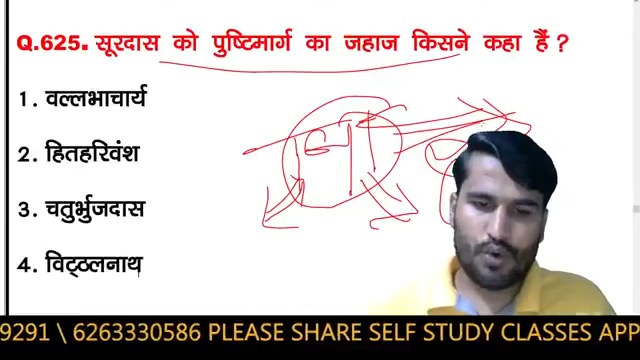 Q.625. सूरदास को पुष्टिमार्ग का जहाज किसने कहा हैं ?
1. वल्लभाचार्य
2. हितहरिवंश
3. चतुर्भुजदास
4. विट्ठलनाथ
9291 \ 6263330586 PLEASE SHARE SELF STUDY CLASSES APP